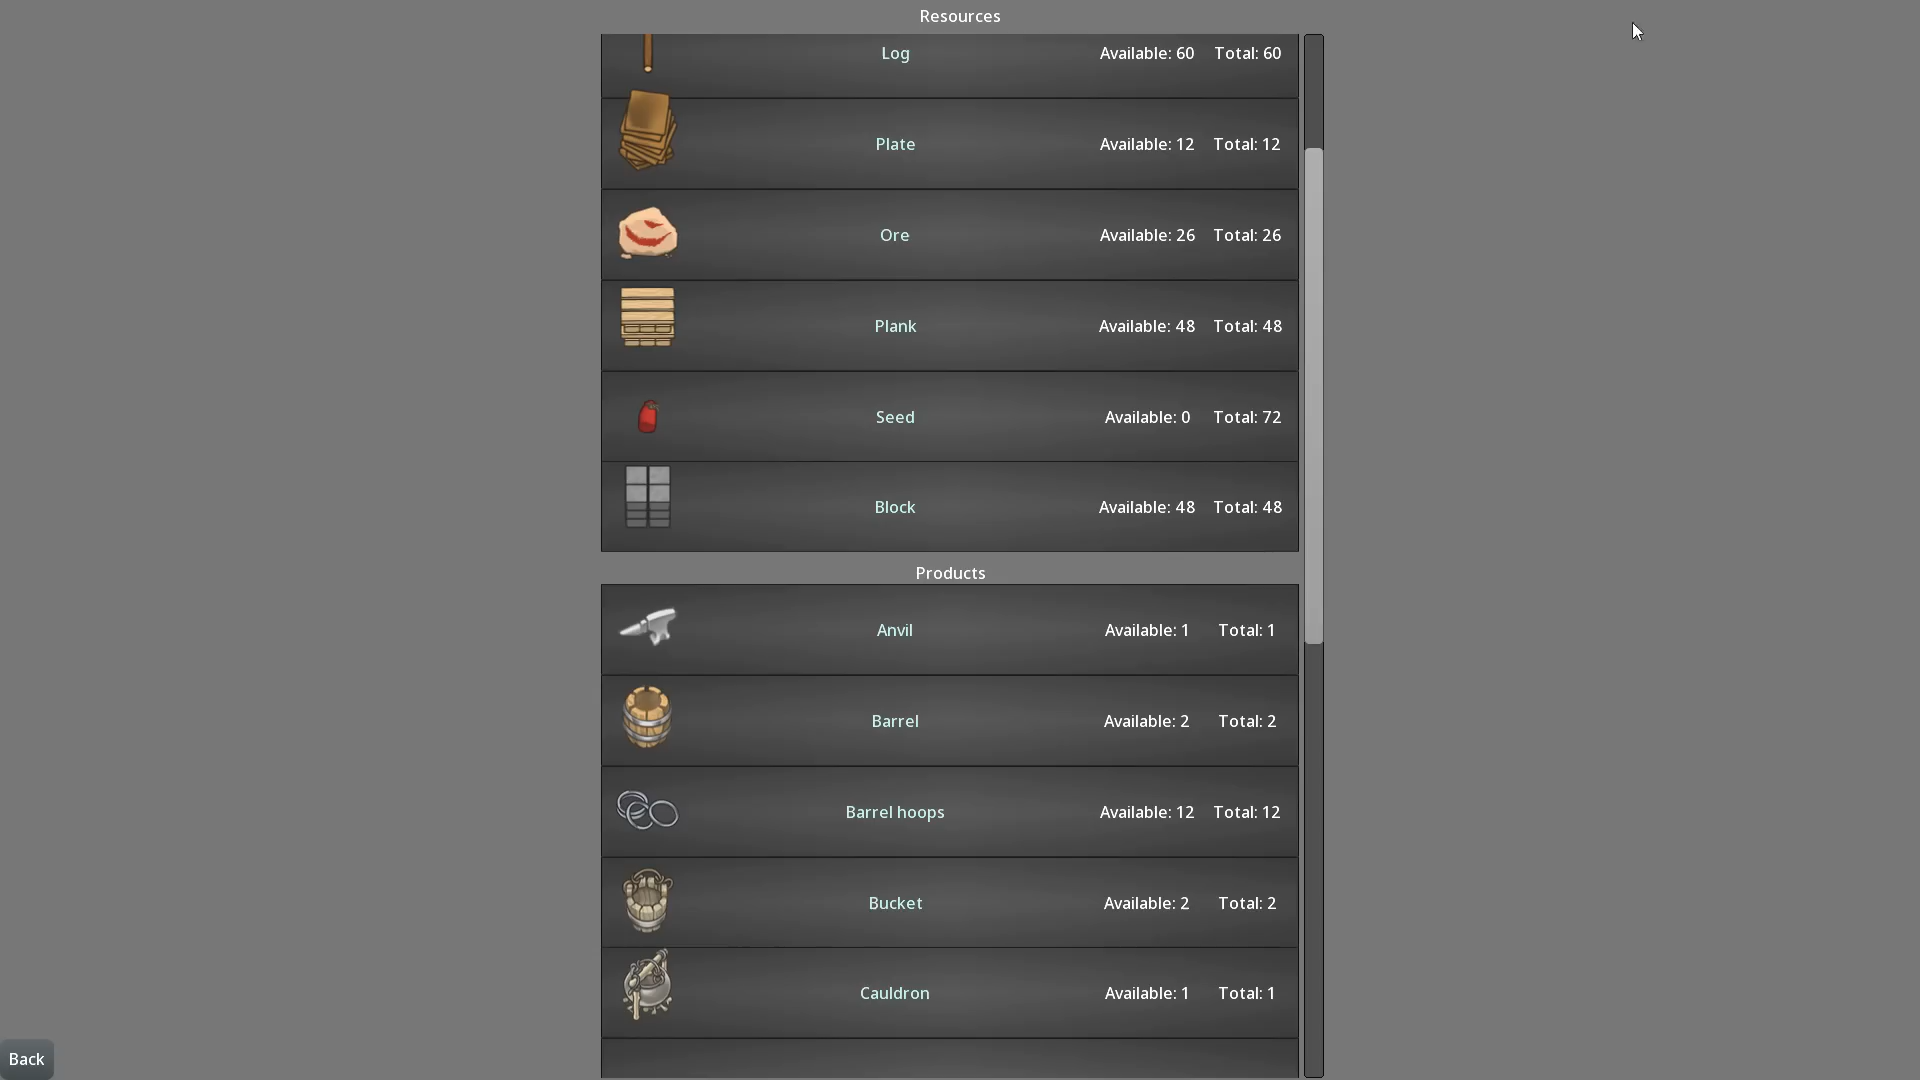 Resources
Log Available: 60 Total: 60
Plate Available: 12 Total: 12
Ore Available: 26 Total: 26
Plank Available: 48 Total: 48
Seed Available: 0 Total: 72
Block Available: 48 Total: 48
Products
Anvil Available: 1 Total: 1
Barrel Available: 2 Total: 2
Barrel hoops Available: 12 Total: 12
Bucket Available: 2 Total: 2
Cauldron Available: 1 Total: 1
Back